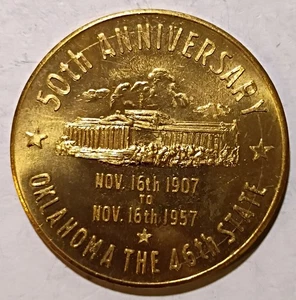 50th ANNIVERSARY
NOV. 16th 1907
TO
NOV. 16th 1957
OKLAHOMA THE 46th STATE